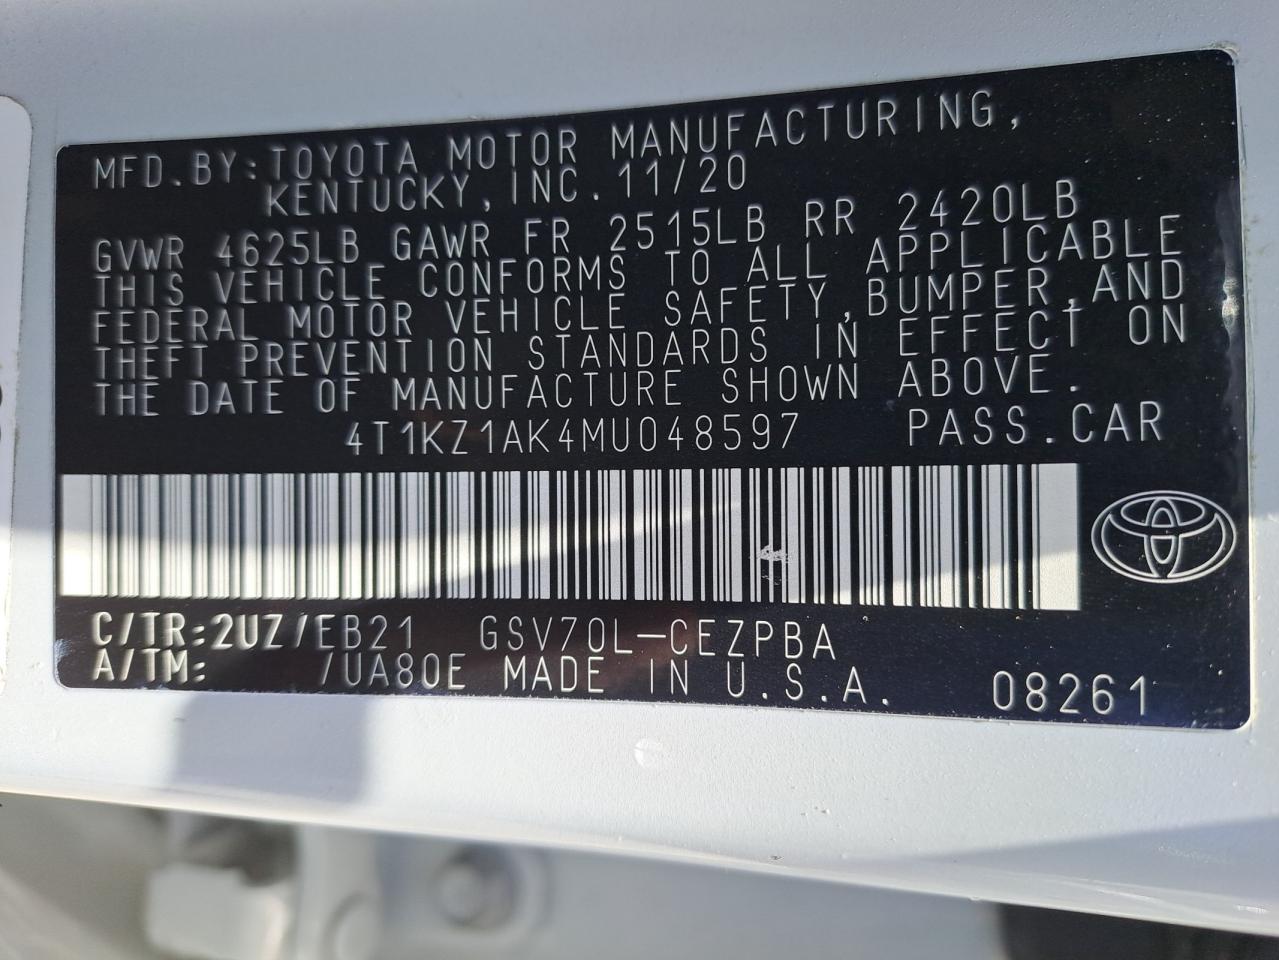 MFD.BY:TOYOTA MOTOR MANUFACTURING,
KENTUCKY,INC.11/20
GVWR 4625LB GAWR FR 2515LB RR 2420LB
THIS VEHICLE CONFORMS TO ALL APPLICABLE
FEDERAL MOTOR VEHICLE SAFETY,BUMPER,AND
THEFT PREVENTION STANDARDS IN EFFECT ON
THE DATE OF MANUFACTURE SHOWN ABOVE.
4T1KZ1AK4MU048597 PASS.CAR
C/TR:2UZ/EB21 GSV70L-CEZPBA
A/TM: /UA80E MADE IN U.S.A. 08261